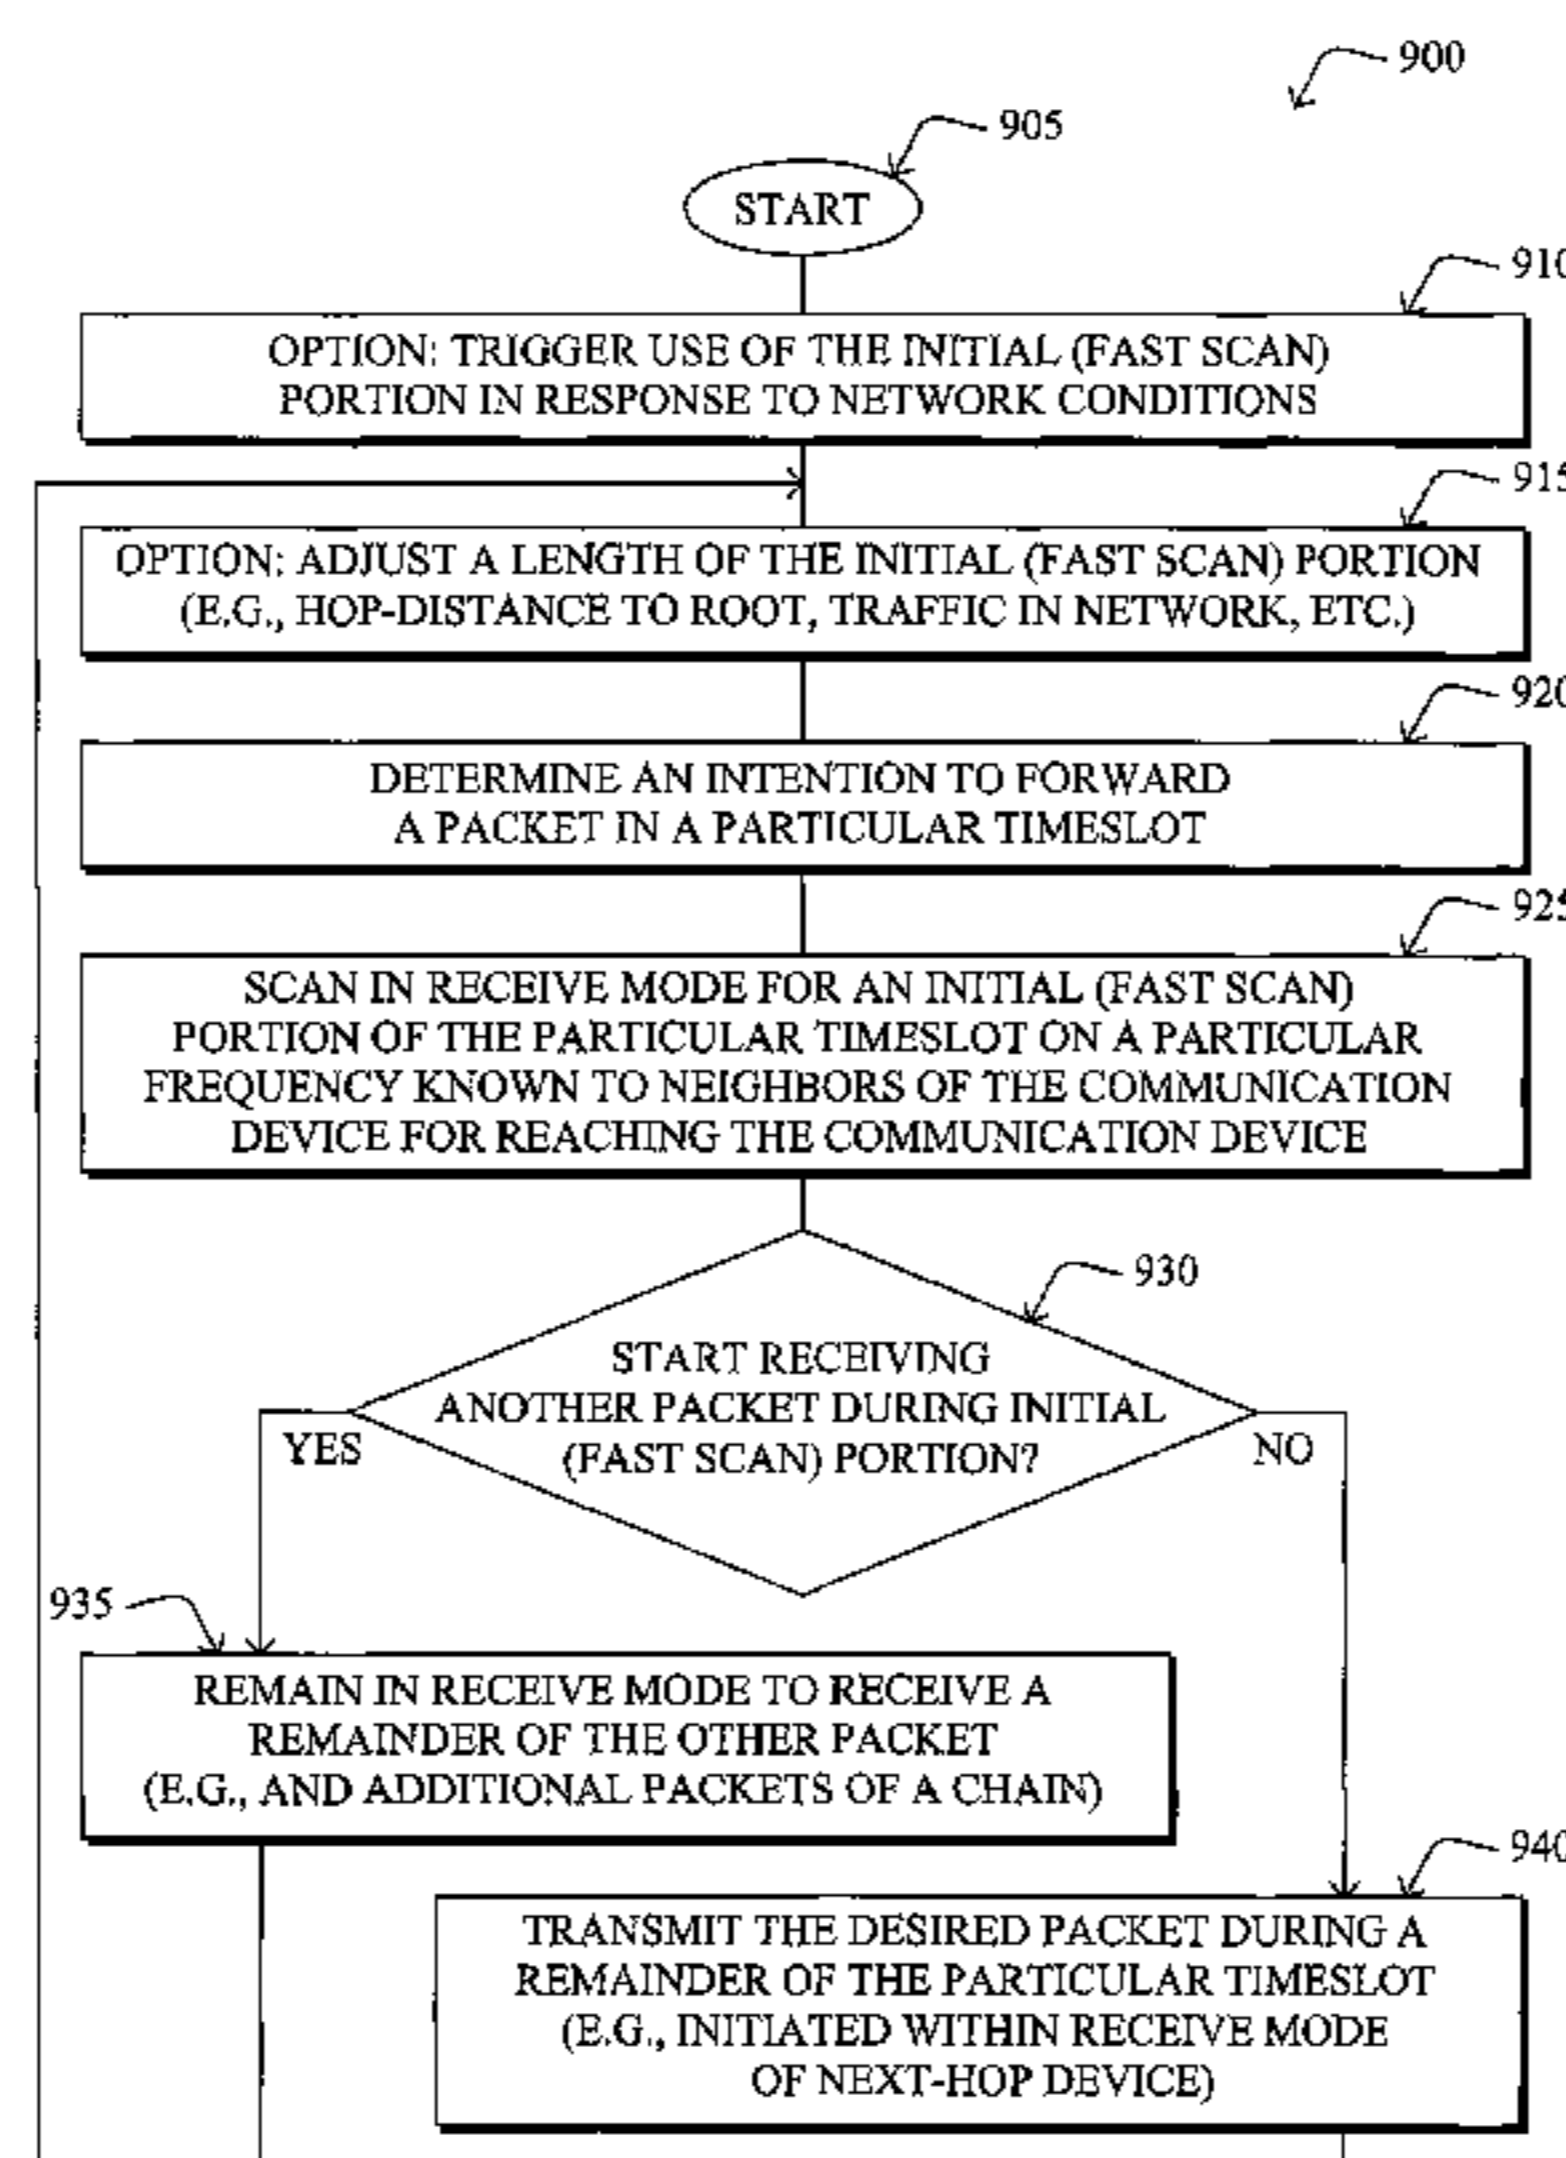 900
905
START
910
OPTION: TRIGGER USE OF THE INITIAL (FAST SCAN)
PORTION IN RESPONSE TO NETWORK CONDITIONS
915
OPTION: ADJUST A LENGTH OF THE INITIAL (FAST SCAN) PORTION
(E.G., HOP-DISTANCE TO ROOT, TRAFFIC IN NETWORK, ETC.)
920
DETERMINE AN INTENTION TO FORWARD
A PACKET IN A PARTICULAR TIMESLOT
925
SCAN IN RECEIVE MODE FOR AN INITIAL (FAST SCAN)
PORTION OF THE PARTICULAR TIMESLOT ON A PARTICULAR
FREQUENCY KNOWN TO NEIGHBORS OF THE COMMUNICATION
DEVICE FOR REACHING THE COMMUNICATION DEVICE
930
START RECEIVING
ANOTHER PACKET DURING INITIAL
(FAST SCAN) PORTION?
YES
NO
935
REMAIN IN RECEIVE MODE TO RECEIVE A
REMAINDER OF THE OTHER PACKET
(E.G., AND ADDITIONAL PACKETS OF A CHAIN)
940
TRANSMIT THE DESIRED PACKET DURING A
REMAINDER OF THE PARTICULAR TIMESLOT
(E.G., INITIATED WITHIN RECEIVE MODE
OF NEXT-HOP DEVICE)